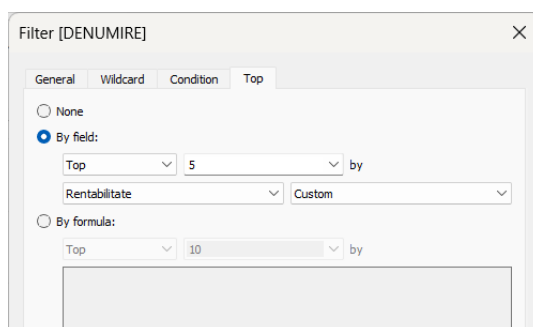 Filter [DENUMIRE]
General Wildcard Condition Top
None
By field:
Top 5 by
Rentabilitate Custom
By formula:
Top 10 by